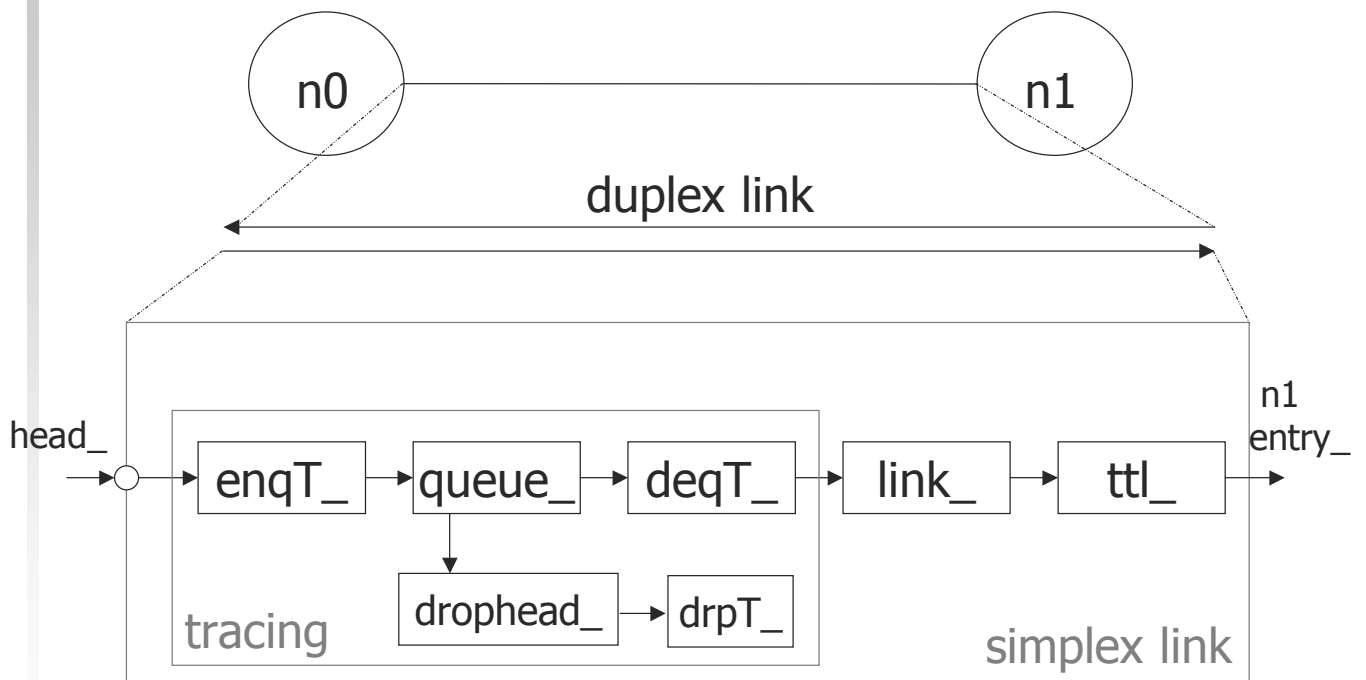 n0
n1
duplex link
head_
n1
entry_
enqT_
queue_
deqT_
link_
ttl_
drophead_
drpT_
tracing
simplex link